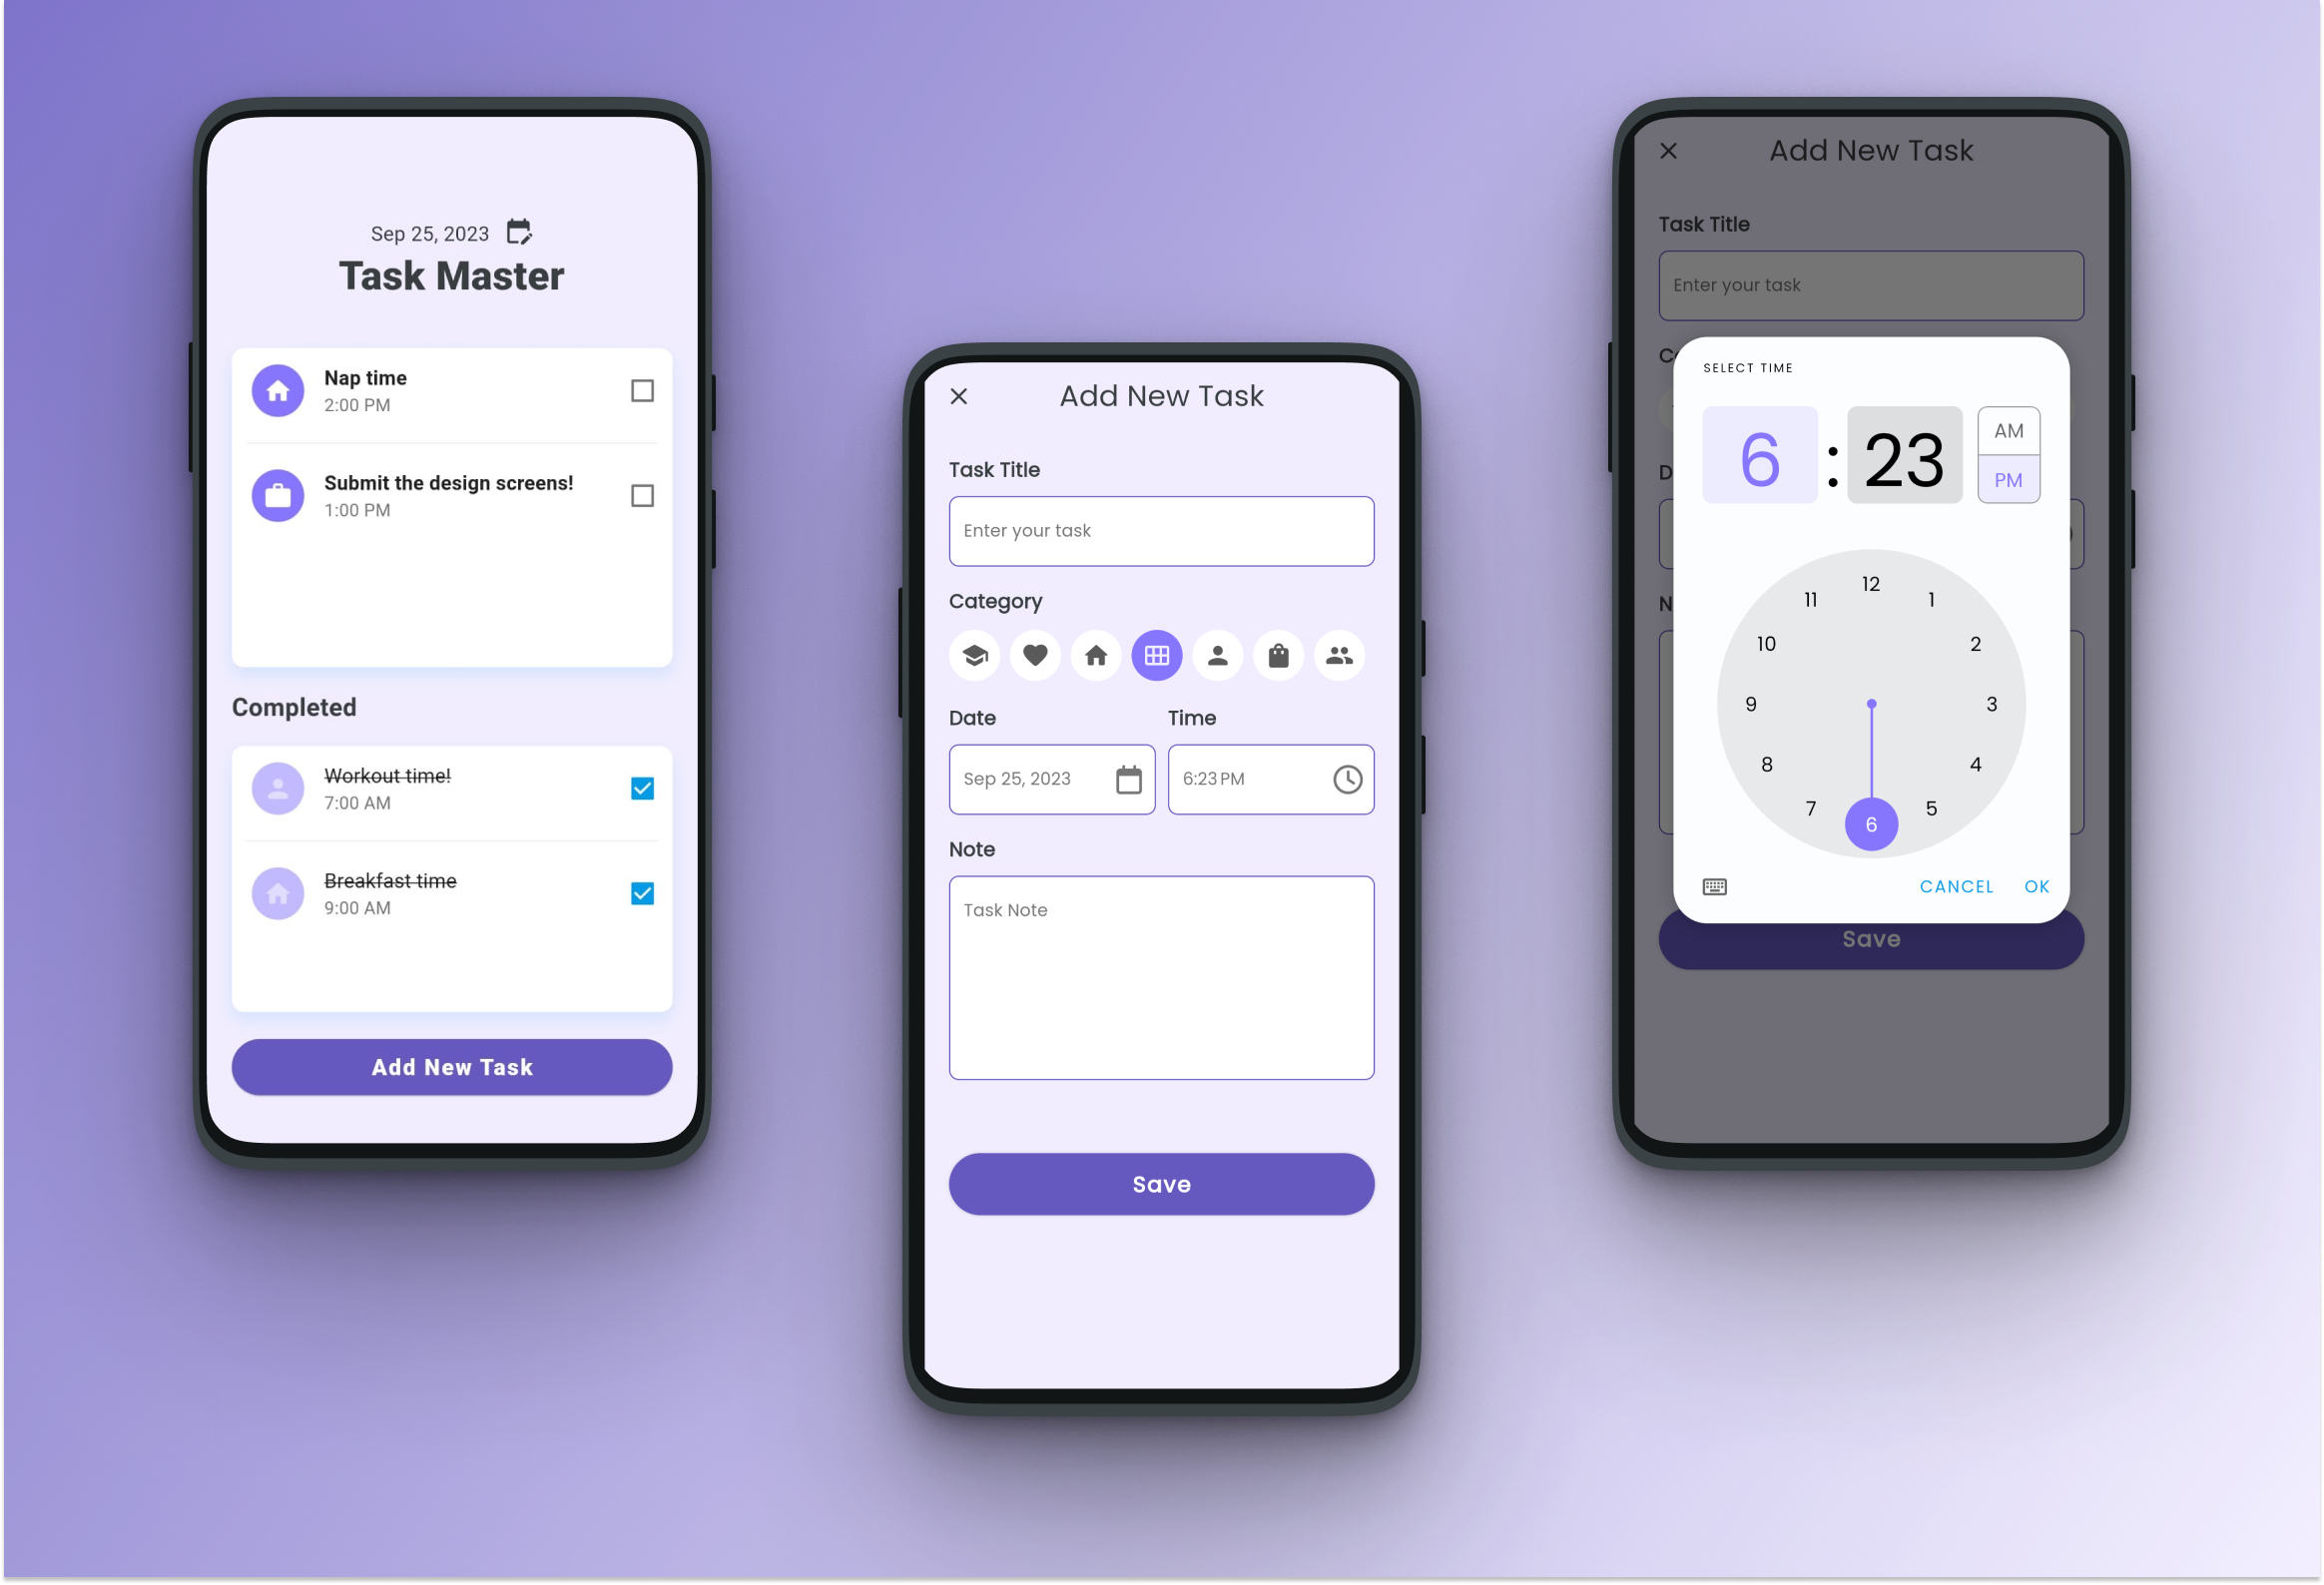 Sep 25, 2023
Task Master
Nap time
2:00 PM
Submit the design screens!
1:00 PM
Completed
Workout time!
7:00 AM
Breakfast time
9:00 AM
Add New Task
Add New Task
Task Title
Enter your task
Category
Date Time
Sep 25, 2023 6:23 PM
Note
Task Note
Save
Add New Task
Task Title
Enter your task
C
SELECT TIME
6 : 23
AM
PM
D
N
12
11 1
10 2
9 3
8 4
7 5
6
CANCEL OK
Save